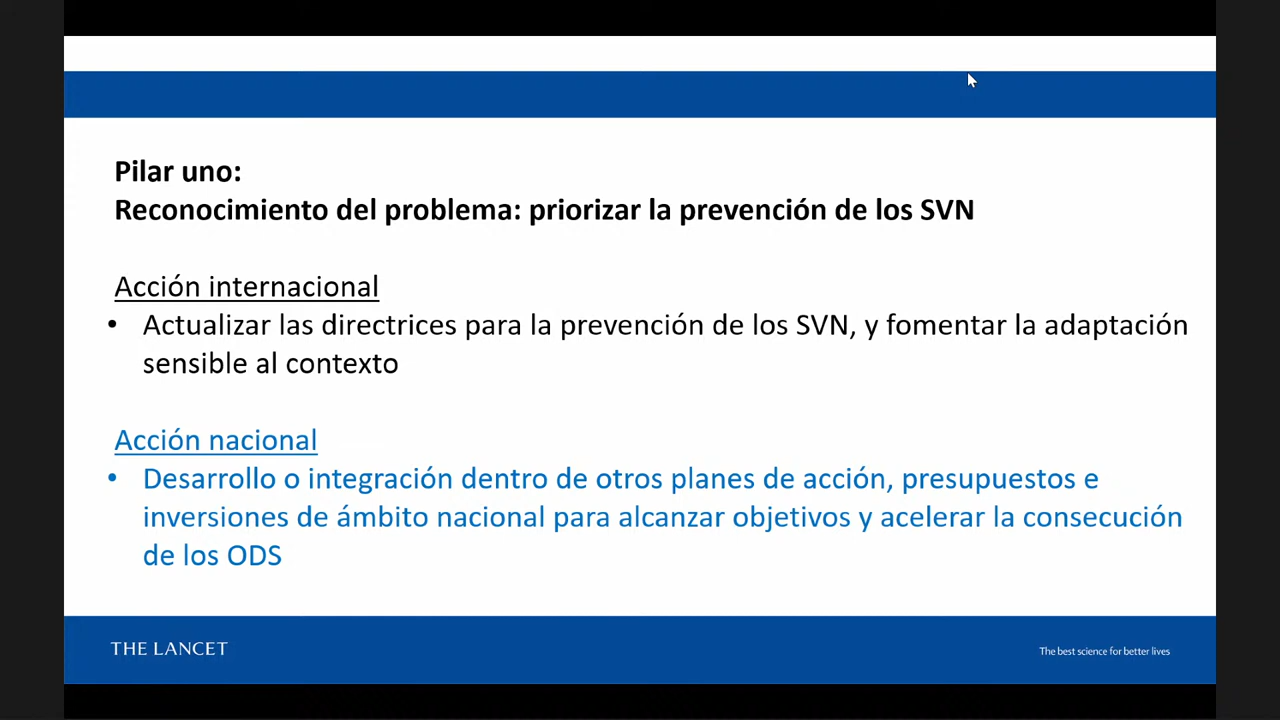 Pilar uno:
Reconocimiento del problema: priorizar la prevención de los SVN
Acción internacional
• Actualizar las directrices para la prevención de los SVN, y fomentar la adaptación
sensible al contexto
Acción nacional
• Desarrollo o integración dentro de otros planes de acción, presupuestos e
inversiones de ámbito nacional para alcanzar objetivos y acelerar la consecución
de los ODS
THE LANCET
The best science for better lives